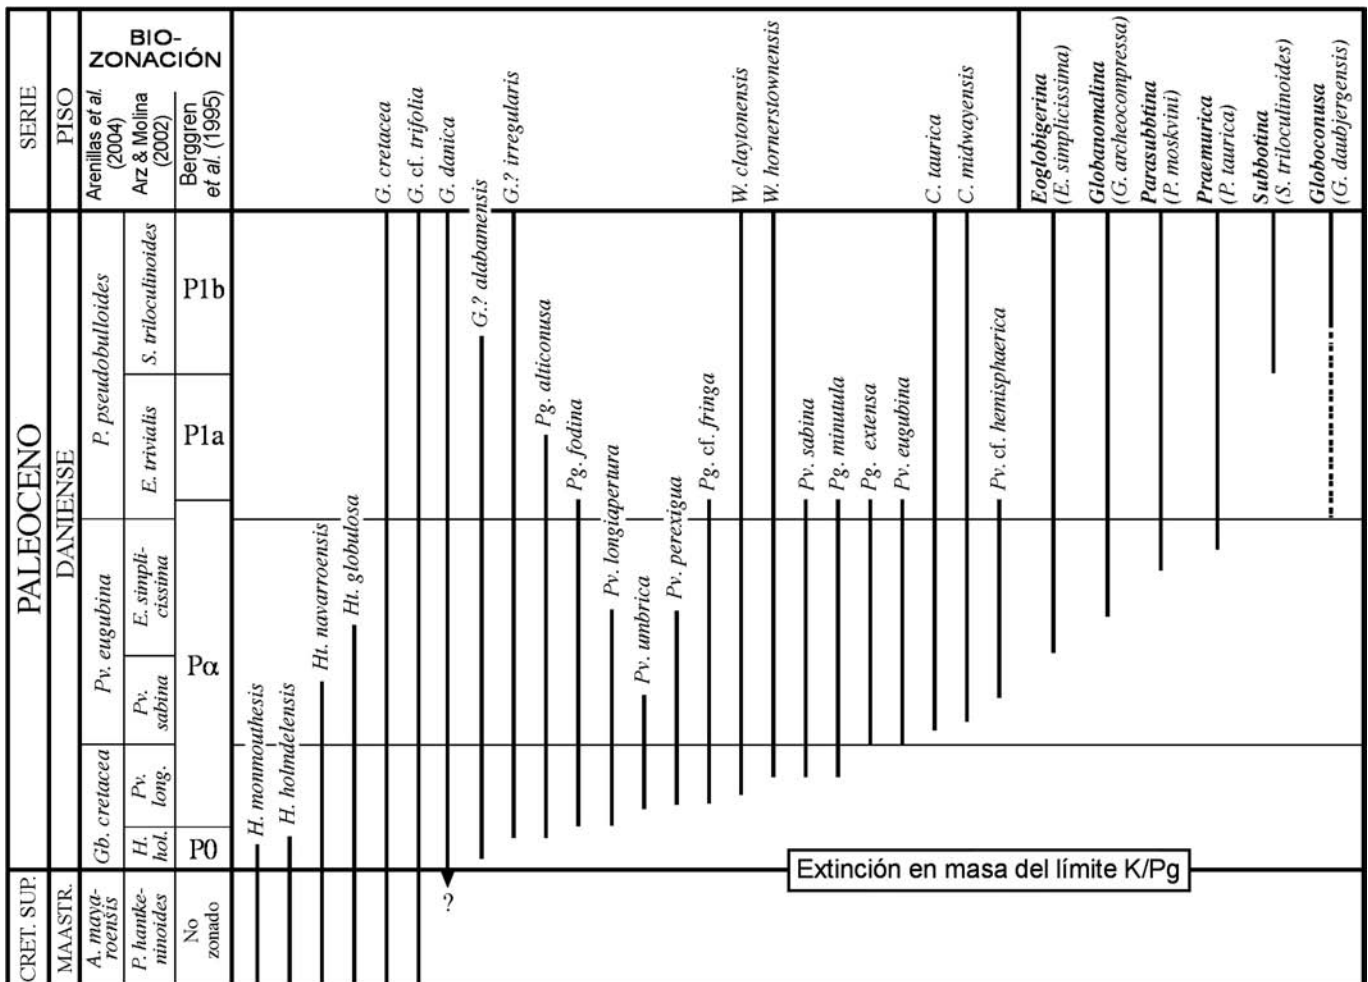 SERIE
PISO
BIO-
ZONACIÓN
Arenillas et al.
(2004)
Arz & Molina
(2002)
Berggren
et al. (1995)
G. cretacea
G. cf. trifolia
G. danica
G.? alabamensis
G.? irregularis
W. claytonensis
W. hornerstownensis
C. taurica
C. midwayensis
Eoglobigerina
(E. simplicissima)
Globanomalina
(G. archeocompressa)
Parasubbtina
(P. moskvini)
Praemurica
(P. taurica)
Subbotina
(S. triloculinoides)
Globoconusa
(G. daubjergensis)
PALEOCENO
DANIENSE
P. pseudobulloides
S. triloculinoides
P1b
E. trivialis
P1a
Pv. eugubina
E. simpli-
cissima
Pv.
sabina
Pα
Gb. cretacea
Pv.
long.
H.
hol.
P0
H. monmouthesis
H. holmdelensis
Ht. navarroensis
Ht. globulosa
Pg. alticonusa
Pg. fodina
Pv. longiapertura
Pv. umbrica
Pv. perexigua
Pg. cf. fringa
Pv. sabina
Pg. minutula
Pg. extensa
Pv. eugubina
Pv. cf. hemisphaerica
Extinción en masa del límite K/Pg
?
CRET. SUP.
MAASTR.
A. maya-
roensis
P. hantke-
ninoides
No
zonado